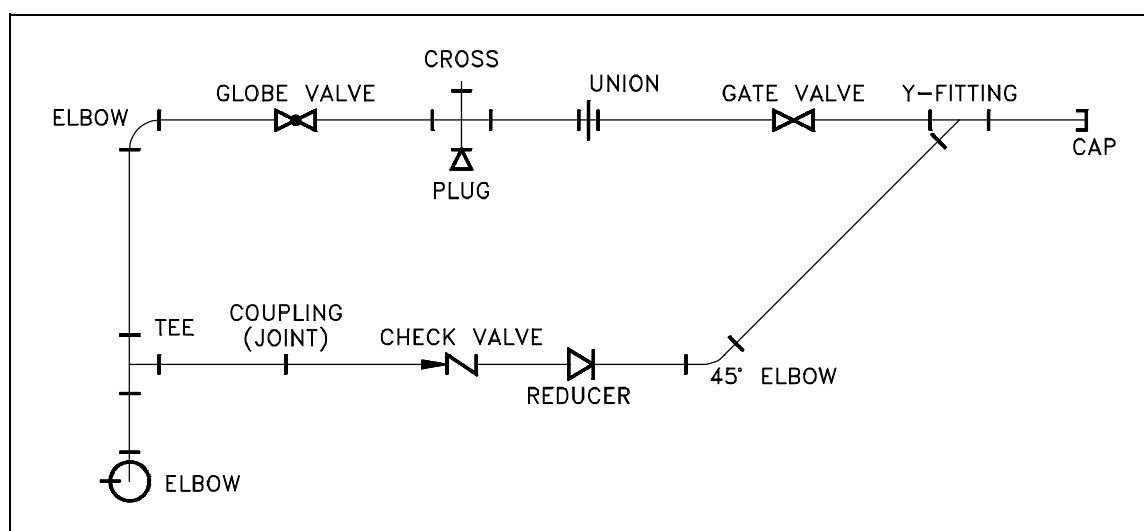 CROSS
UNION
GLOBE VALVE
GATE VALVE
Y-FITTING
ELBOW
CAP
PLUG
TEE
COUPLING
(JOINT)
CHECK VALVE
45° ELBOW
REDUCER
ELBOW